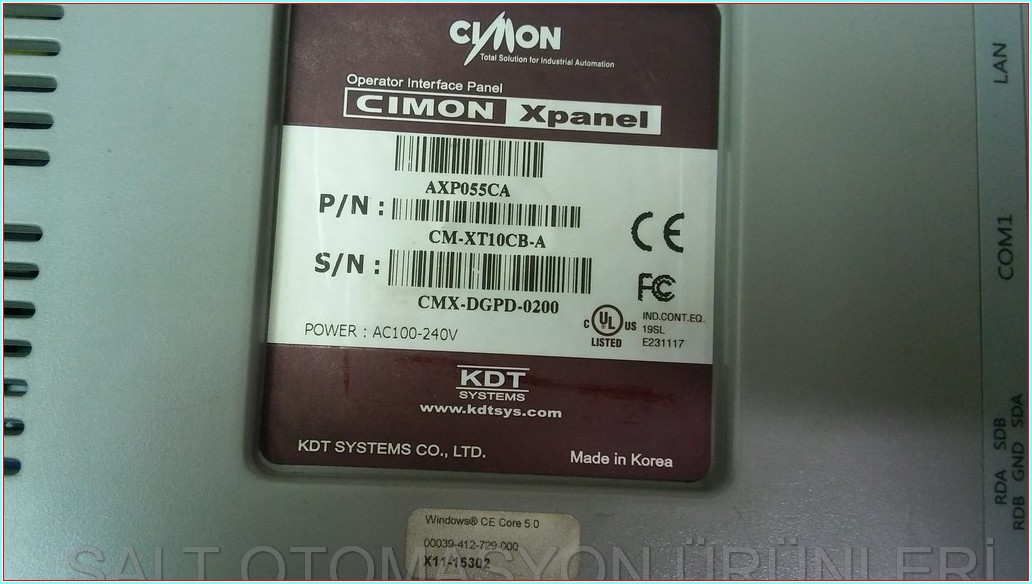 CIMON
Total Solution for Industrial Automation
Operator Interface Panel
CIMON Xpanel
AXP055CA
P/N :
CM-XT10CB-A
S/N :
CMX-DGPD-0200
POWER : AC100-240V
CE
FC
C UL US
LISTED
IND.CONT.EQ.
19SL
E231117
KDT
SYSTEMS
www.kdtsys.com
KDT SYSTEMS CO., LTD.
Made in Korea
Windows® CE Core 5.0
00039-412-729-000
X11-15302
LAN
COM1
RDA SDB
RDB GND SDA
SALT OTOMASYON ÜRÜNLERİ